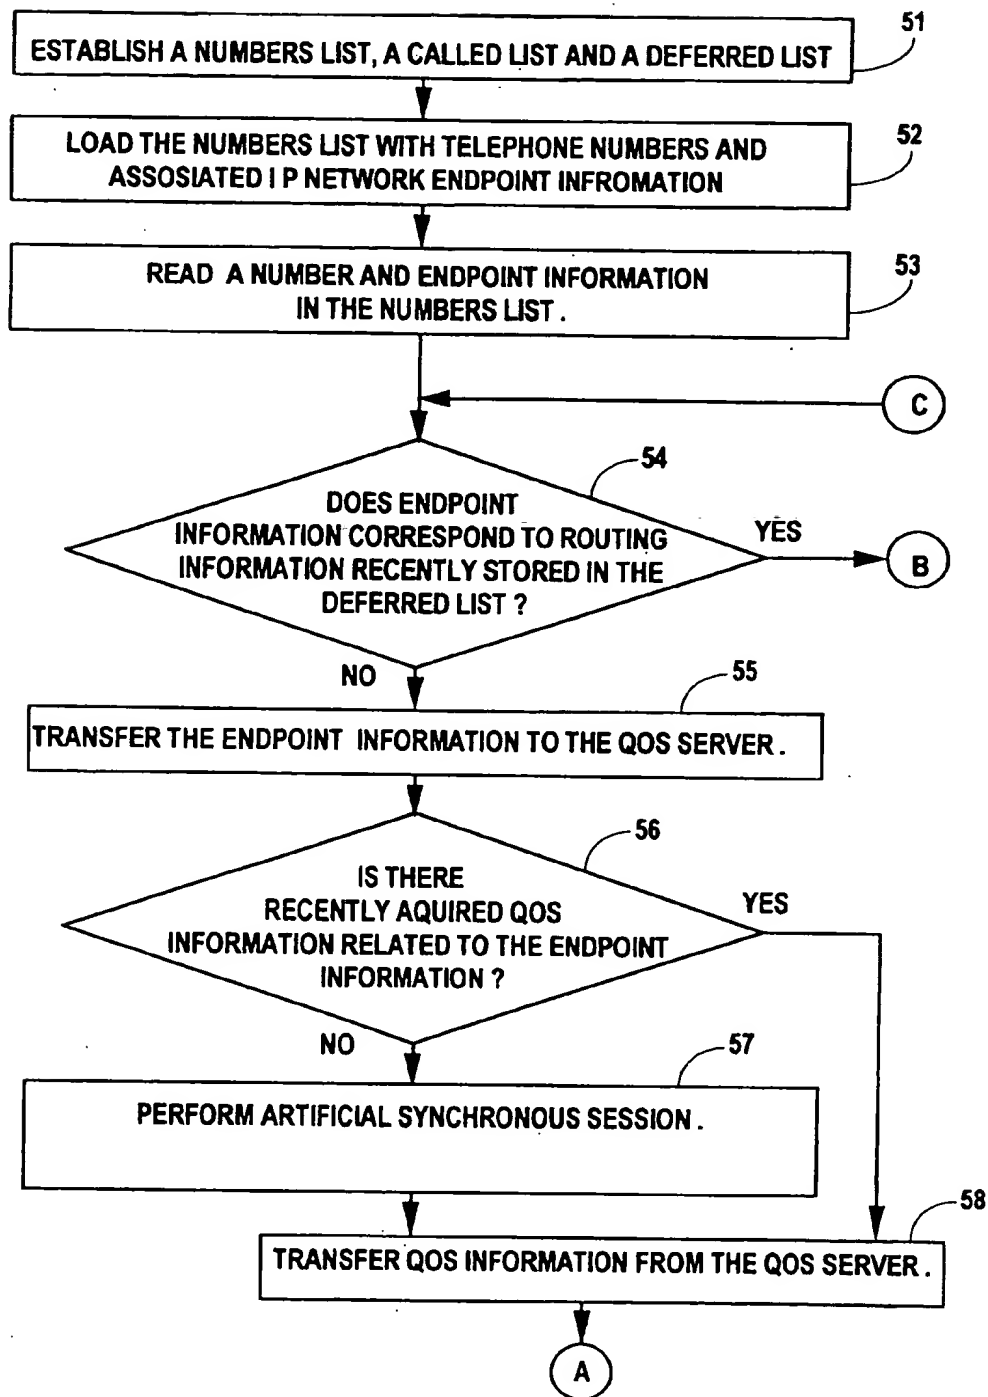 51
ESTABLISH A NUMBERS LIST, A CALLED LIST AND A DEFERRED LIST
52
LOAD THE NUMBERS LIST WITH TELEPHONE NUMBERS AND
ASSOSIATED I P NETWORK ENDPOINT INFROMATION
53
READ A NUMBER AND ENDPOINT INFORMATION
IN THE NUMBERS LIST .
C
54
DOES ENDPOINT
INFORMATION CORRESPOND TO ROUTING
INFORMATION RECENTLY STORED IN THE
DEFERRED LIST ?
YES
B
NO
55
TRANSFER THE ENDPOINT INFORMATION TO THE QOS SERVER .
56
IS THERE
RECENTLY AQUIRED QOS
INFORMATION RELATED TO THE ENDPOINT
INFORMATION ?
YES
NO
57
PERFORM ARTIFICIAL SYNCHRONOUS SESSION .
58
TRANSFER QOS INFORMATION FROM THE QOS SERVER .
A